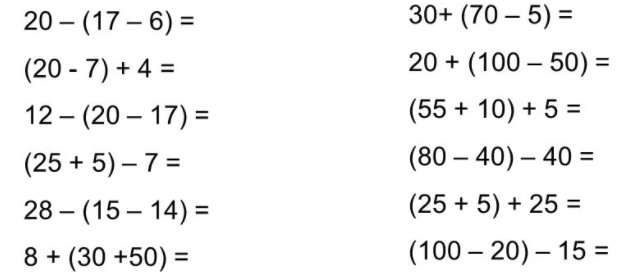 20 – (17 – 6) =
(20 - 7) + 4 =
12 – (20 – 17) =
(25 + 5) – 7 =
28 – (15 – 14) =
8 + (30 +50) =
30+ (70 – 5) =
20 + (100 – 50) =
(55 + 10) + 5 =
(80 – 40) – 40 =
(25 + 5) + 25 =
(100 – 20) – 15 =